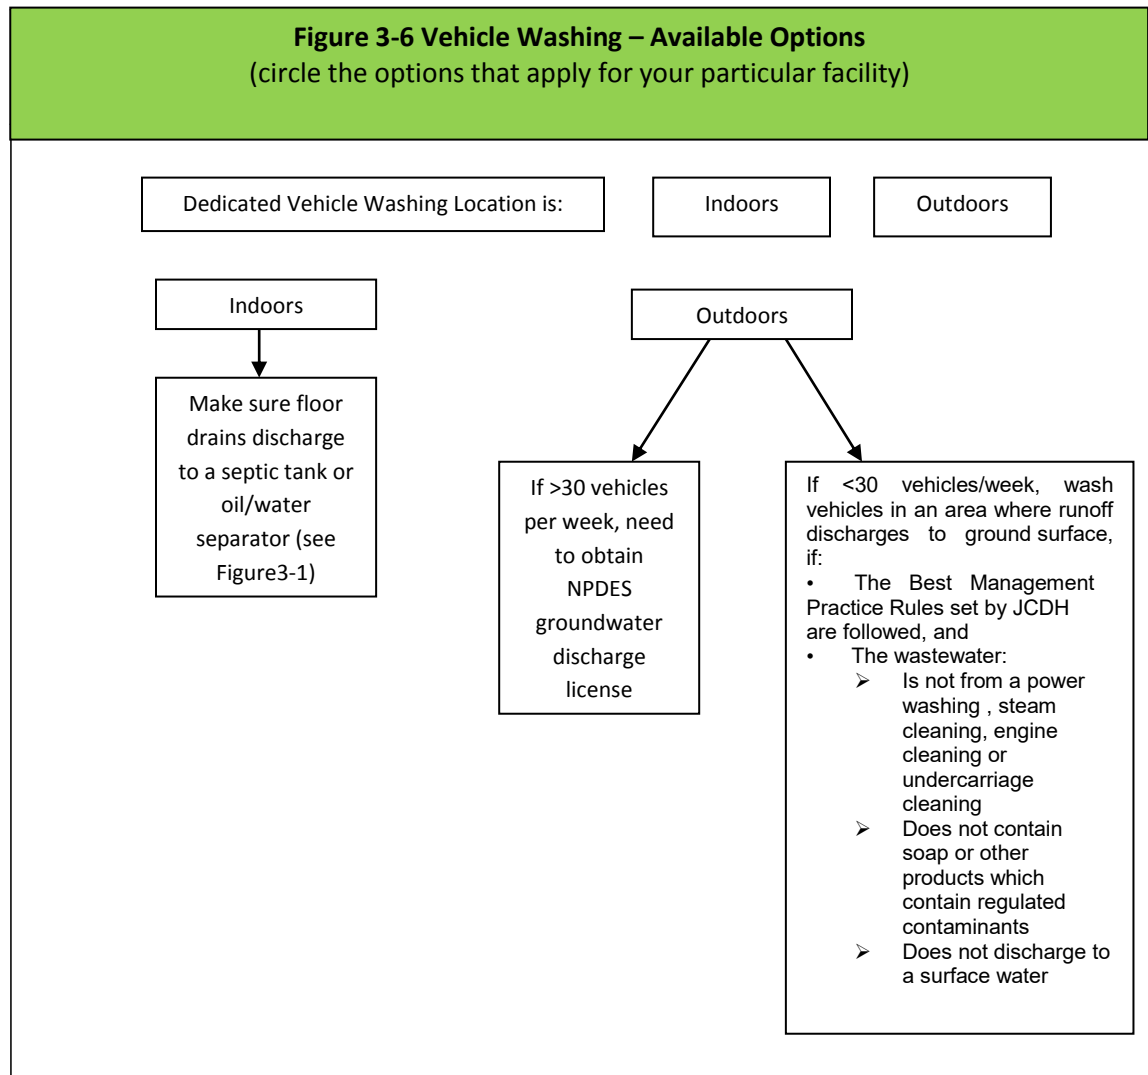 Figure 3-6 Vehicle Washing – Available Options
(circle the options that apply for your particular facility)
Dedicated Vehicle Washing Location is:
Indoors
Outdoors
Indoors
Make sure floor
drains discharge
to a septic tank or
oil/water
separator (see
Figure3-1)
Outdoors
If >30 vehicles
per week, need
to obtain
NPDES
groundwater
discharge
license
If <30 vehicles/week, wash
vehicles in an area where runoff
discharges to ground surface,
if:
• The Best Management
Practice Rules set by JCDH
are followed, and
• The wastewater:
➢ Is not from a power
washing , steam
cleaning, engine
cleaning or
undercarriage
cleaning
➢ Does not contain
soap or other
products which
contain regulated
contaminants
➢ Does not discharge to
a surface water